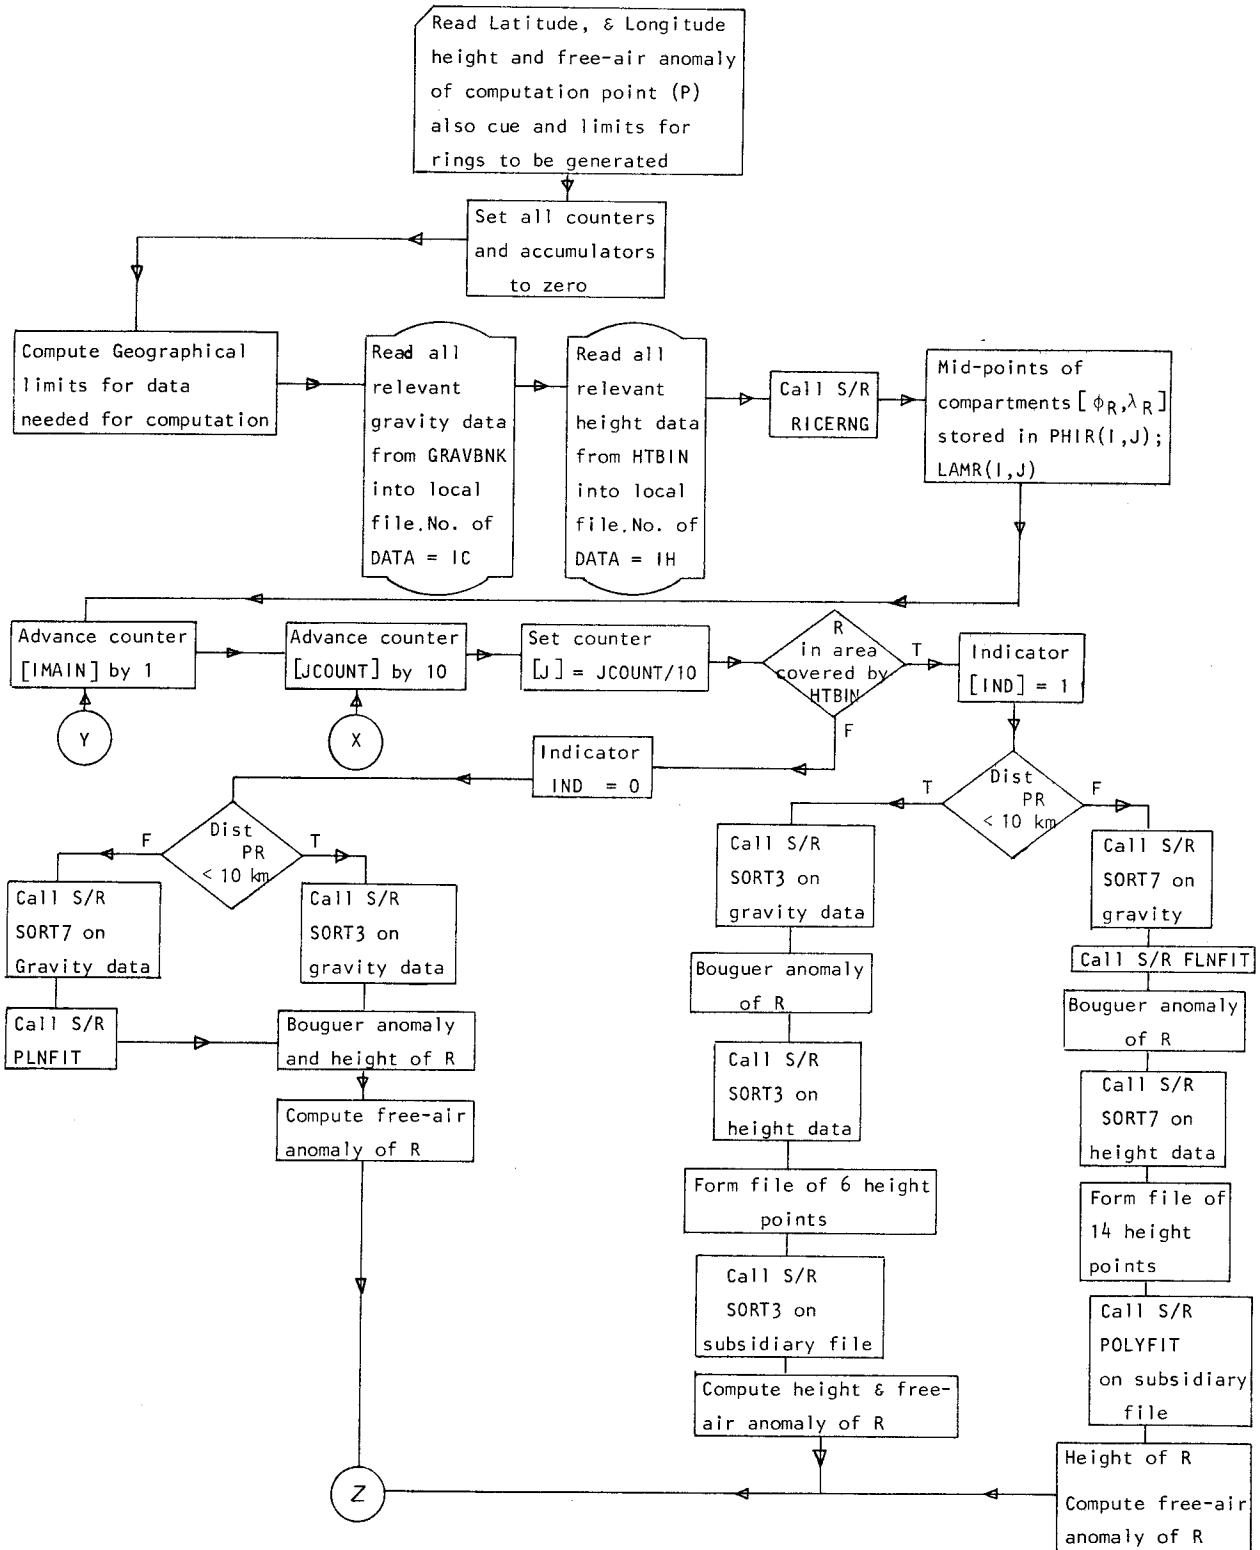 Read Latitude, & Longitude
height and free-air anomaly
of computation point (P)
also cue and limits for
rings to be generated
Set all counters
and accumulators
to zero
Compute Geographical
limits for data
needed for computation
Read all
relevant
gravity data
from GRAVBNK
into local
file.No. of
DATA = IC
Read all
relevant
height data
from HTBIN
into local
file.No. of
DATA = IH
Call S/R
RICERNG
Mid-points of
compartments [ϕR,λR]
stored in PHIR(I,J);
LAMR(I,J)
Advance counter
[IMAIN] by 1
Advance counter
[JCOUNT] by 10
Set counter
[J] = JCOUNT/10
R
in area
covered by
HTBIN
T
F
Indicator
[IND] = 1
Y
X
Indicator
IND = 0
Dist
PR
< 10 km
T
F
Dist
PR
< 10 km
F
T
Call S/R
SORT7 on
Gravity data
Call S/R
SORT3 on
gravity data
Call S/R
PLNFIT
Bouguer anomaly
and height of R
Compute free-air
anomaly of R
Call S/R
SORT3 on
gravity data
Bouguer anomaly
of R
Call S/R
SORT3 on
height data
Form file of 6 height
points
Call S/R
SORT3 on
subsidiary file
Compute height & free-
air anomaly of R
Call S/R
SORT7 on
gravity
Call S/R FLNFIT
Bouguer anomaly
of R
Call S/R
SORT7 on
height data
Form file of
14 height
points
Call S/R
POLYFIT
on subsidiary
file
Height of R
Compute free-air
anomaly of R
Z